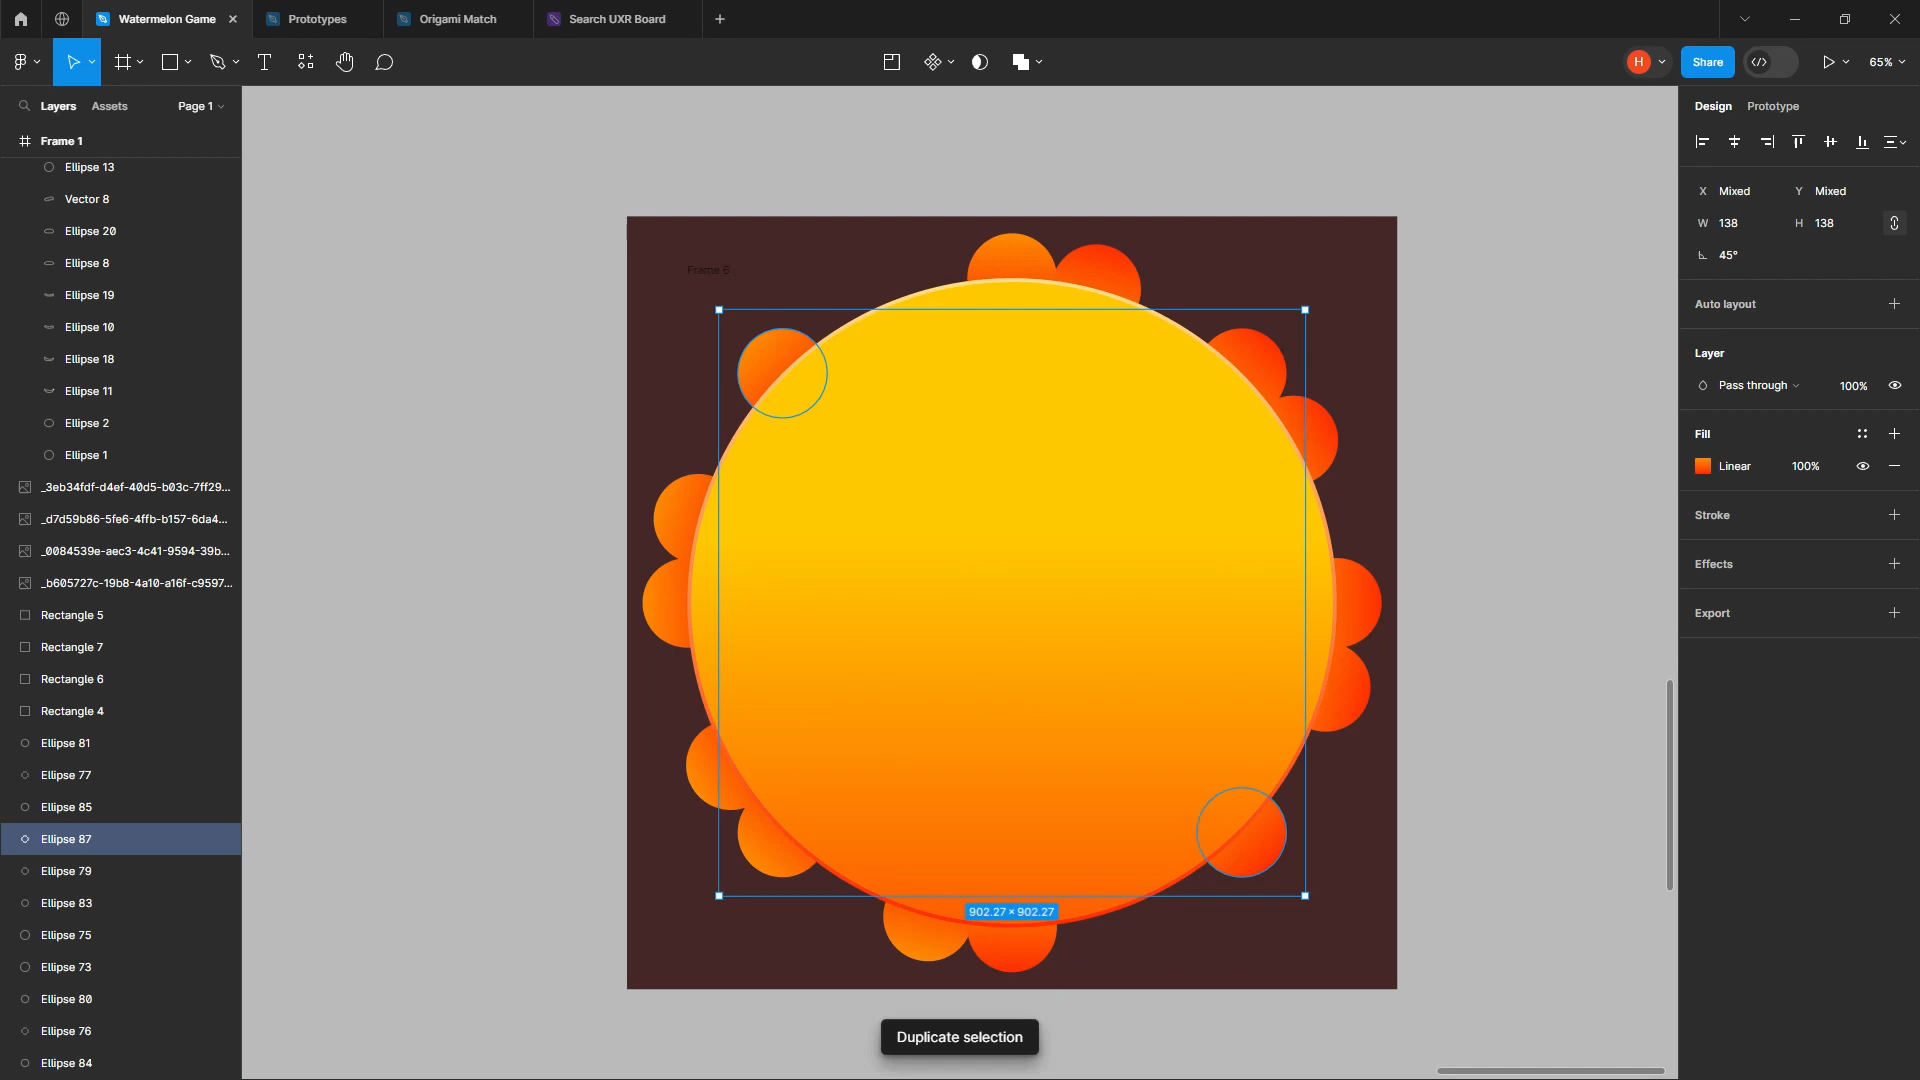 Watermelon Game
Prototypes
Origami Match
Search UXR Board
H
Share
65%
Layers
Assets
Page 1
Frame 1
Ellipse 13
Vector 8
Ellipse 20
Ellipse 8
Ellipse 19
Ellipse 10
Ellipse 18
Ellipse 11
Ellipse 2
Ellipse 1
_3eb34fdf-d4ef-40d5-b03c-7ff29...
_d7d59b86-5fe6-4ffb-b157-6da4...
_0084539e-aec3-4c41-9594-39b...
_b605727c-19b8-4a10-a16f-c9597...
Rectangle 5
Rectangle 7
Rectangle 6
Rectangle 4
Ellipse 81
Ellipse 77
Ellipse 85
Ellipse 87
Ellipse 79
Ellipse 83
Ellipse 75
Ellipse 73
Ellipse 80
Ellipse 76
Ellipse 84
Frame 6
902.27 × 902.27
Duplicate selection
Design
Prototype
X Mixed
Y Mixed
W 138
H 138
45°
Auto layout
Layer
Pass through
100%
Fill
Linear
100%
Stroke
Effects
Export